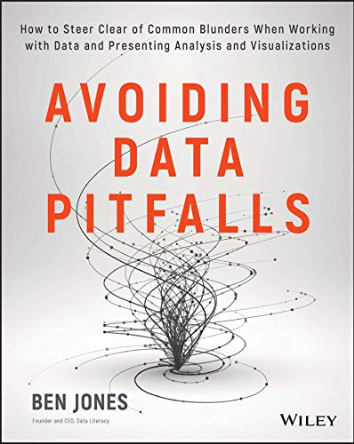 How to Steer Clear of Common Blunders When Working
with Data and Presenting Analysis and Visualizations
AVOIDING
DATA
PITFALLS
BEN JONES
Founder and CEO, Data Literacy
WILEY